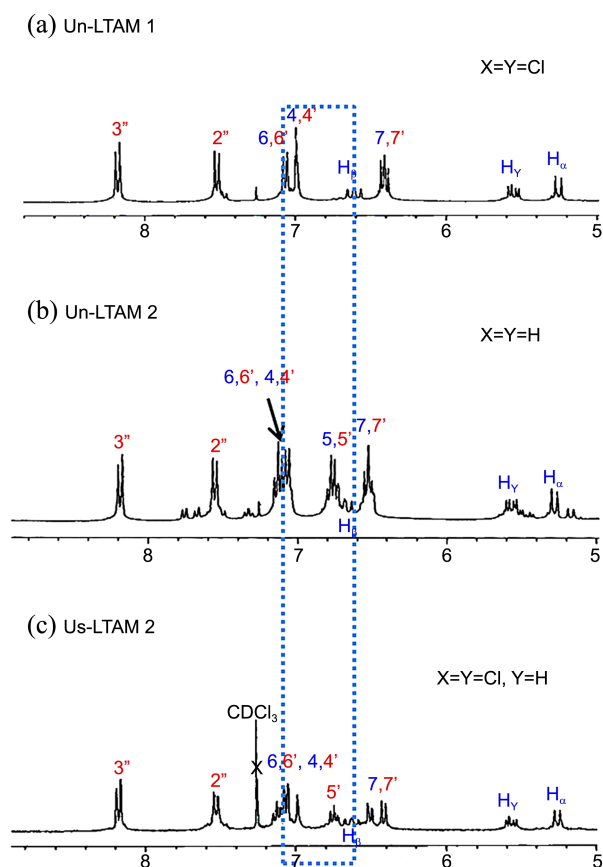 (a) Un-LTAM 1
X=Y=Cl
3” 2” 6,6’ 4,4’ Hβ 7,7’ Hγ Hα
8 7 6 5
(b) Un-LTAM 2
X=Y=H
6,6’, 4,4’
3” 2” 5,5’ 7,7’ Hγ Hα
Hβ
8 7 6 5
(c) Us-LTAM 2
X=Y=Cl, Y=H
CDCl₃
X
3” 2” 6,6’, 4,4’ 5’ 7,7’ Hγ Hα
Hβ
8 7 6 5